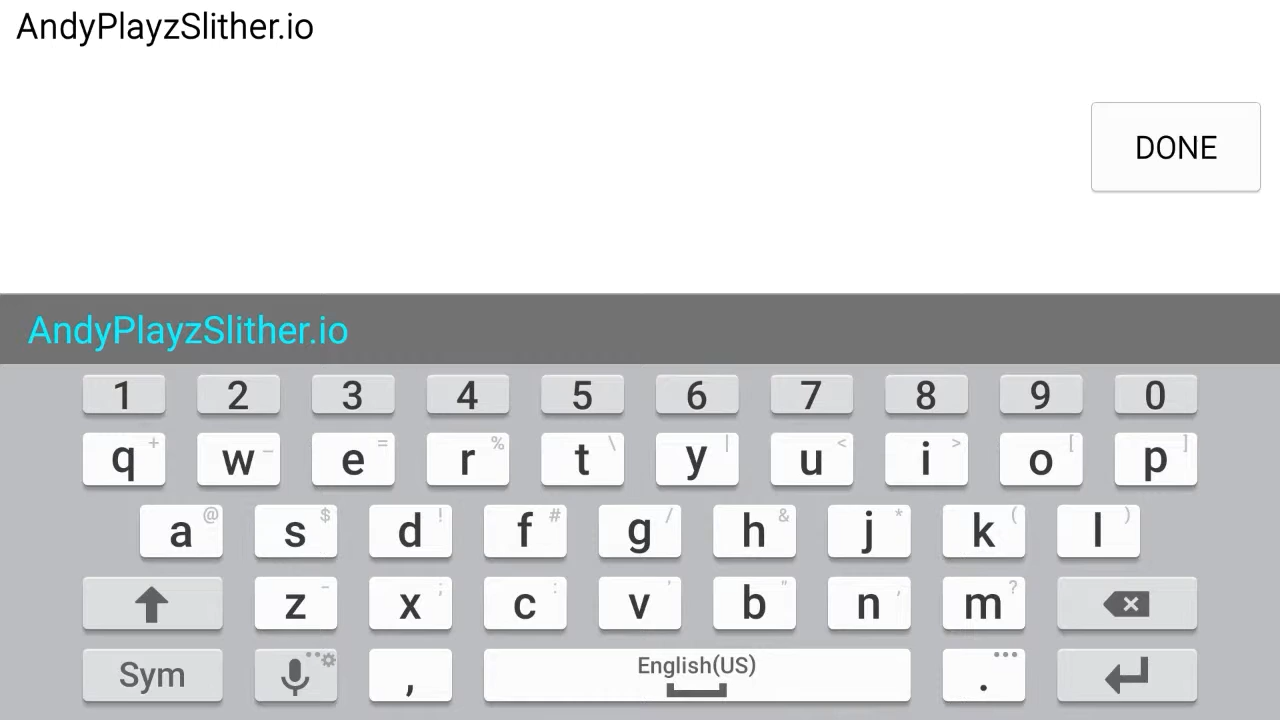 AndyPlayzSlither.io
DONE
AndyPlayzSlither.io
1 2 3 4 5 6 7 8 9 0
q + w _ e = r % t \ y | u < i > o [ p ]
a @ s $ d ! f # g / h & j * k ( l )
z - x ; c : v ' b " n , m ?
Sym , English(US) .